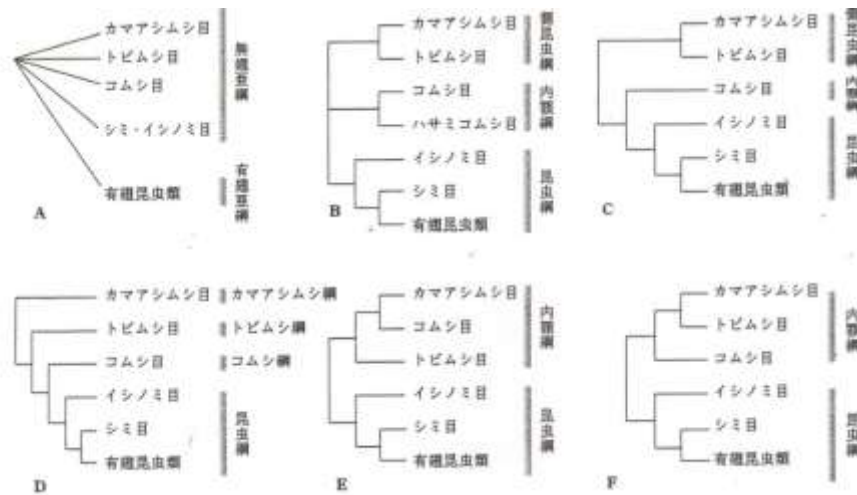 カマアシムシ目
トビムシ目
コムシ目
シミ・イシノミ目
無翅亜綱
有翅昆虫類
有翅亜綱
A
カマアシムシ目
トビムシ目
側昆虫綱
コムシ目
ハサミコムシ目
内顎綱
イシノミ目
シミ目
有翅昆虫類
昆虫綱
B
カマアシムシ目
トビムシ目
側昆虫綱
コムシ目
内顎綱
イシノミ目
シミ目
有翅昆虫類
昆虫綱
C
カマアシムシ目 カマアシムシ綱
トビムシ目 トビムシ綱
コムシ目 コムシ綱
イシノミ目
シミ目
有翅昆虫類
昆虫綱
D
カマアシムシ目
コムシ目
トビムシ目
内顎綱
イシノミ目
シミ目
有翅昆虫類
昆虫綱
E
カマアシムシ目
トビムシ目
コムシ目
内顎綱
イシノミ目
シミ目
有翅昆虫類
昆虫綱
F